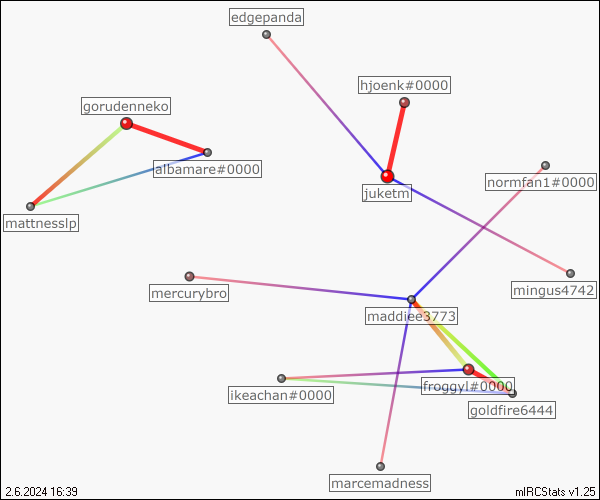 edgepanda
hjoenk#0000
gorudenneko
albamare#0000
normfan1#0000
juketm
mattnesslp
mercurybro
mingus4742
maddiee3773
froggyl#0000
ikeachan#0000
goldfire6444
marcemadness
2.6.2024 16:39
mIRCStats v1.25